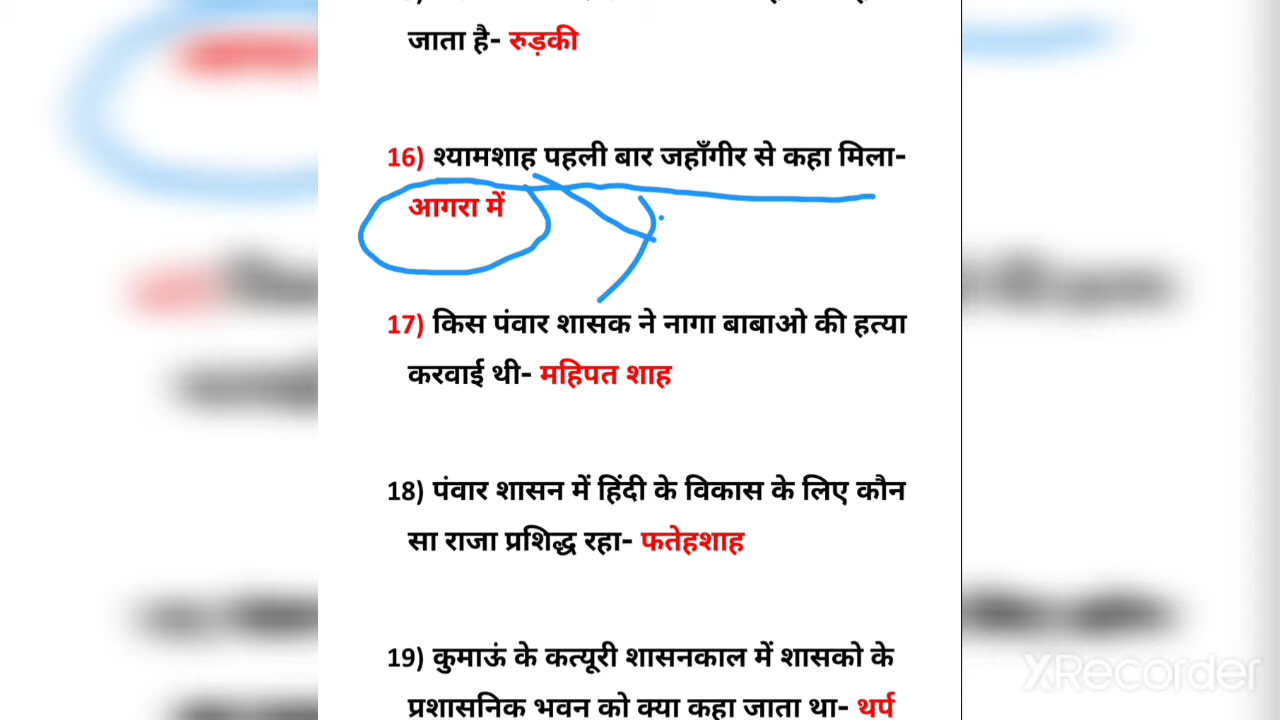 जाता है- रुड़की
16) श्यामशाह पहली बार जहाँगीर से कहा मिला-
आगरा में
17) किस पंवार शासक ने नागा बाबाओ की हत्या
करवाई थी- महिपत शाह
18) पंवार शासन में हिंदी के विकास के लिए कौन
सा राजा प्रशिद्ध रहा- फतेहशाह
19) कुमाऊं के कत्यूरी शासनकाल में शासको के
प्रशासनिक भवन को क्या कहा जाता था- थर्प
XRecorder